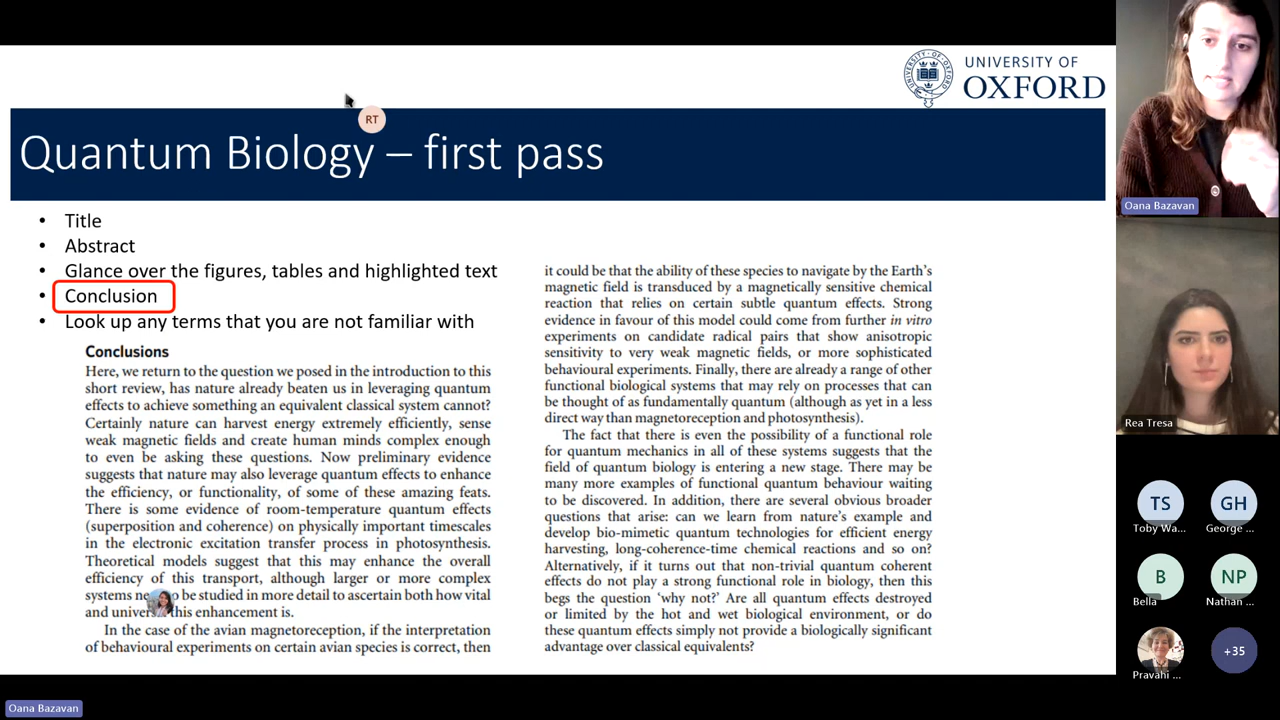 UNIVERSITY OF
OXFORD
RT
Quantum Biology – first pass
• Title
• Abstract
• Glance over the figures, tables and highlighted text
• Conclusion
• Look up any terms that you are not familiar with
Conclusions
Here, we return to the question we posed in the introduction to this
short review, has nature already beaten us in leveraging quantum
effects to achieve something an equivalent classical system cannot?
Certainly nature can harvest energy extremely efficiently, sense
weak magnetic fields and create human minds complex enough
to even be asking these questions. Now preliminary evidence
suggests that nature may also leverage quantum effects to enhance
the efficiency, or functionality, of some of these amazing feats.
There is some evidence of room-temperature quantum effects
(superposition and coherence) on physically important timescales
in the electronic excitation transfer process in photosynthesis.
Theoretical models suggest that this may enhance the overall
efficiency of this transport, although larger or more complex
systems ne o be studied in more detail to ascertain both how vital
and univers this enhancement is.
In the case of the avian magnetoreception, if the interpretation
of behavioural experiments on certain avian species is correct, then
it could be that the ability of these species to navigate by the Earth's
magnetic field is transduced by a magnetically sensitive chemical
reaction that relies on certain subtle quantum effects. Strong
evidence in favour of this model could come from further in vitro
experiments on candidate radical pairs that show anisotropic
sensitivity to very weak magnetic fields, or more sophisticated
behavioural experiments. Finally, there are already a range of other
functional biological systems that may rely on processes that can
be thought of as fundamentally quantum (although as yet in a less
direct way than magnetoreception and photosynthesis).
The fact that there is even the possibility of a functional role
for quantum mechanics in all of these systems suggests that the
field of quantum biology is entering a new stage. There may be
many more examples of functional quantum behaviour waiting
to be discovered. In addition, there are several obvious broader
questions that arise: can we learn from nature's example and
develop bio-mimetic quantum technologies for efficient energy
harvesting, long-coherence-time chemical reactions and so on?
Alternatively, if it turns out that non-trivial quantum coherent
effects do not play a strong functional role in biology, then this
begs the question 'why not?' Are all quantum effects destroyed
or limited by the hot and wet biological environment, or do
these quantum effects simply not provide a biologically significant
advantage over classical equivalents?
Oana Bazavan
Rea Tresa
TS
GH
Toby Wa...
George ...
B
NP
Bella
Nathan ...
+35
Pravahi ...
Oana Bazavan